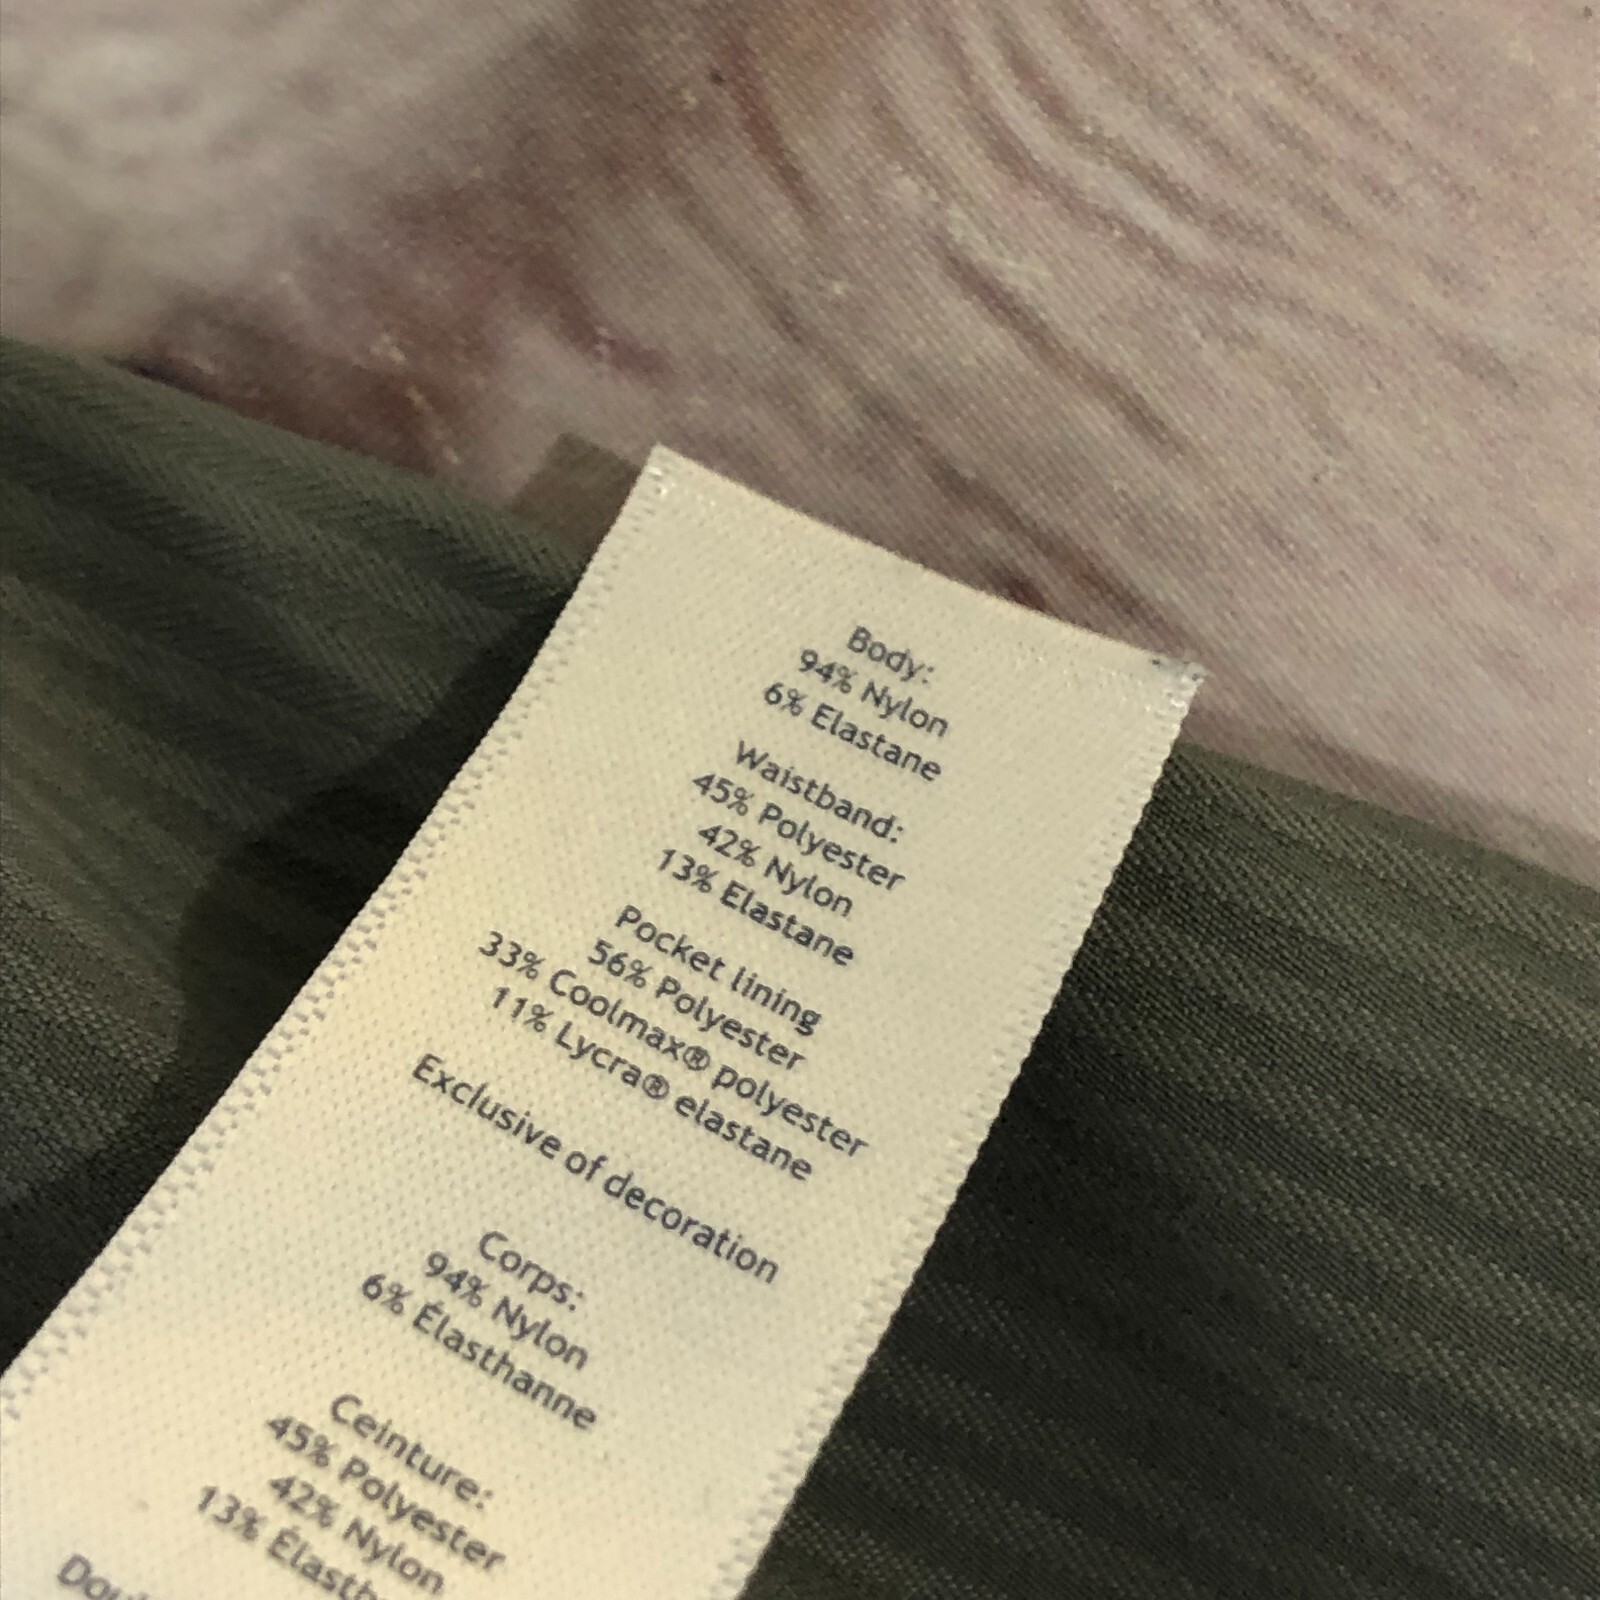 Body:
94% Nylon
6% Elastane
Waistband:
45% Polyester
42% Nylon
13% Elastane
Pocket lining
56% Polyester
33% Coolmax® polyester
11% Lycra® elastane
Exclusive of decoration
Corps:
94% Nylon
6% Élasthanne
Ceinture:
45% Polyester
42% Nylon
13%